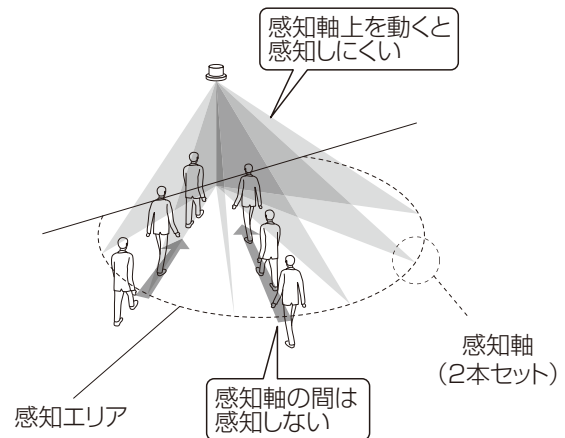 感知軸上を動くと
感知しにくい
感知軸
（2本セット）
感知エリア
感知軸の間は
感知しない